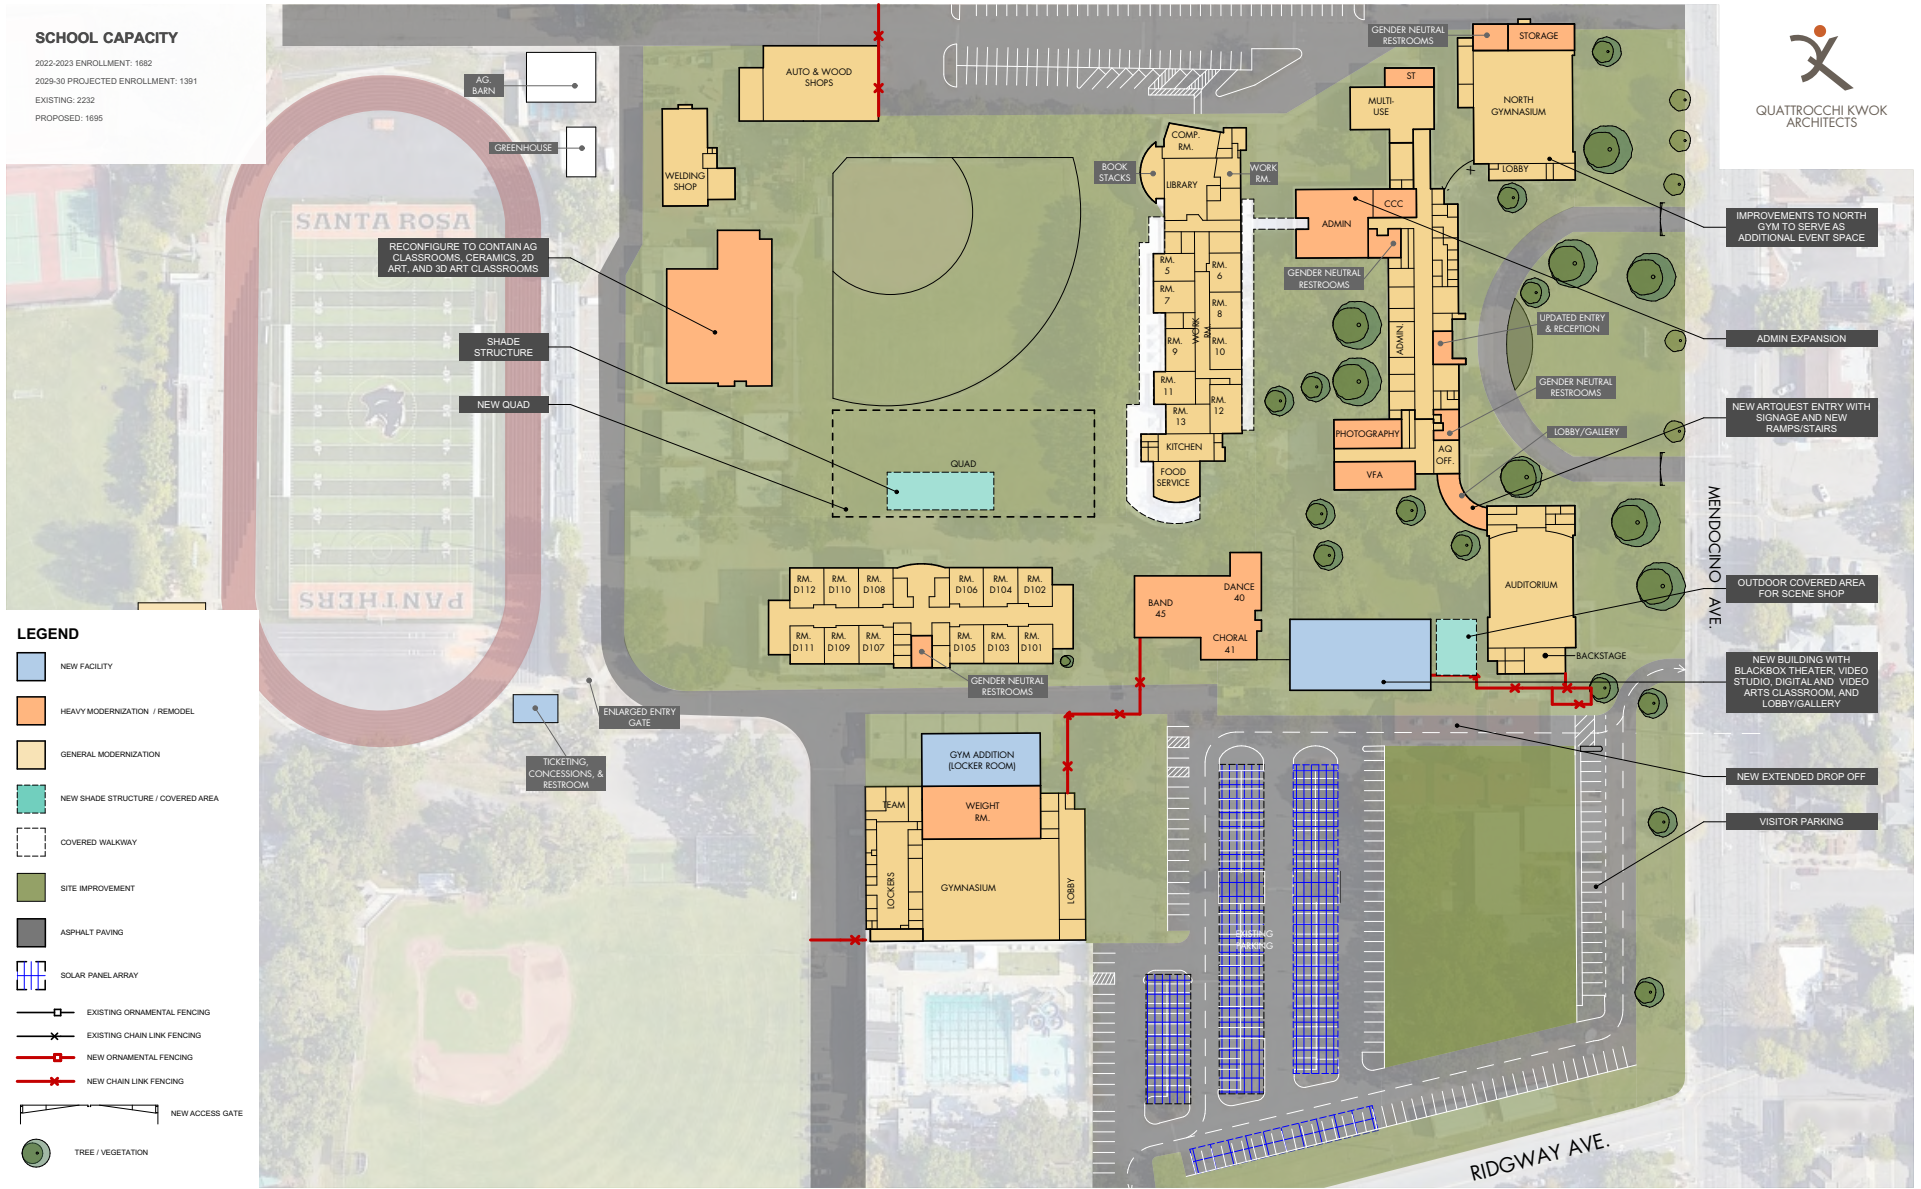 SCHOOL CAPACITY
2022-2023 ENROLLMENT: 1682
2029-30 PROJECTED ENROLLMENT: 1391
EXISTING: 2232
PROPOSED: 1695
QUATTROCCHI KWOK
ARCHITECTS
AG.
BARN
GREENHOUSE
AUTO & WOOD
SHOPS
WELDING
SHOP
SANTA ROSA
PANTHERS
RECONFIGURE TO CONTAIN AG
CLASSROOMS, CERAMICS, 2D
ART, AND 3D ART CLASSROOMS
SHADE
STRUCTURE
NEW QUAD
QUAD
COMP.
RM.
BOOK
STACKS
LIBRARY
WORK
RM.
RM.
5
RM.
6
RM.
7
RM.
8
WORK
RM.
RM.
9
RM.
10
RM.
11
RM.
12
RM.
13
KITCHEN
FOOD
SERVICE
GENDER NEUTRAL
RESTROOMS
STORAGE
ST
MULTI-
USE
NORTH
GYMNASIUM
LOBBY
CCC
ADMIN
GENDER NEUTRAL
RESTROOMS
ADMIN.
UPDATED ENTRY
& RECEPTION
GENDER NEUTRAL
RESTROOMS
LOBBY/GALLERY
PHOTOGRAPHY
AQ
OFF.
VFA
AUDITORIUM
BACKSTAGE
IMPROVEMENTS TO NORTH
GYM TO SERVE AS
ADDITIONAL EVENT SPACE
ADMIN EXPANSION
NEW ARTQUEST ENTRY WITH
SIGNAGE AND NEW
RAMPS/STAIRS
MENDOCINO AVE.
OUTDOOR COVERED AREA
FOR SCENE SHOP
NEW BUILDING WITH
BLACKBOX THEATER, VIDEO
STUDIO, DIGITAL AND VIDEO
ARTS CLASSROOM, AND
LOBBY/GALLERY
NEW EXTENDED DROP OFF
VISITOR PARKING
RM.
D112
RM.
D110
RM.
D108
RM.
D106
RM.
D104
RM.
D102
RM.
D111
RM.
D109
RM.
D107
RM.
D105
RM.
D103
RM.
D101
GENDER NEUTRAL
RESTROOMS
BAND
45
DANCE
40
CHORAL
41
ENLARGED ENTRY
GATE
TICKETING,
CONCESSIONS, &
RESTROOM
GYM ADDITION
(LOCKER ROOM)
TEAM
WEIGHT
RM.
LOCKERS
GYMNASIUM
LOBBY
EXISTING
PARKING
RIDGWAY AVE.
LEGEND
NEW FACILITY
HEAVY MODERNIZATION / REMODEL
GENERAL MODERNIZATION
NEW SHADE STRUCTURE / COVERED AREA
COVERED WALKWAY
SITE IMPROVEMENT
ASPHALT PAVING
SOLAR PANEL ARRAY
EXISTING ORNAMENTAL FENCING
EXISTING CHAIN LINK FENCING
NEW ORNAMENTAL FENCING
NEW CHAIN LINK FENCING
NEW ACCESS GATE
TREE / VEGETATION